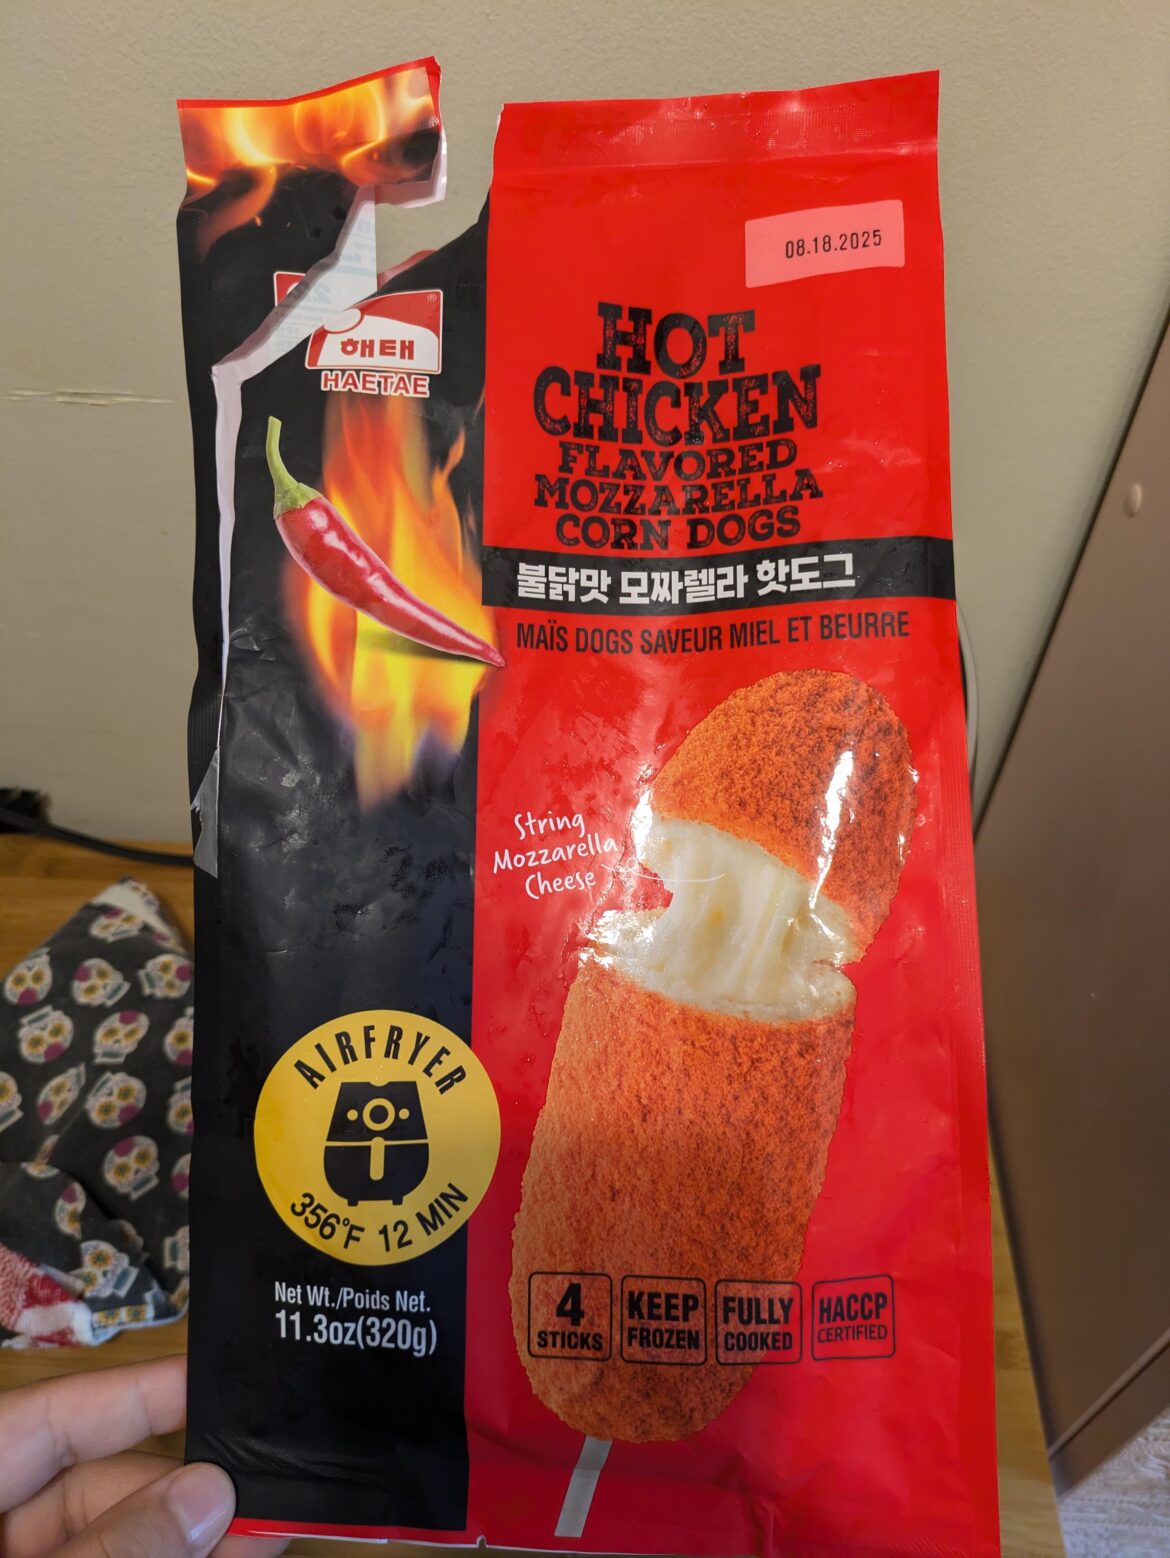 08.18.2025
해태
HAETAE
®
HOT
CHICKEN
FLAVORED
MOZZARELLA
CORN DOGS
불닭맛 모짜렐라 핫도그
MAÏS DOGS SAVEUR MIEL ET BEURRE
String
Mozzarella
Cheese
AIRFRYER
356°F 12 MIN
Net Wt./Poids Net.
11.3oz(320g)
4
STICKS
KEEP
FROZEN
FULLY
COOKED
HACCP
CERTIFIED